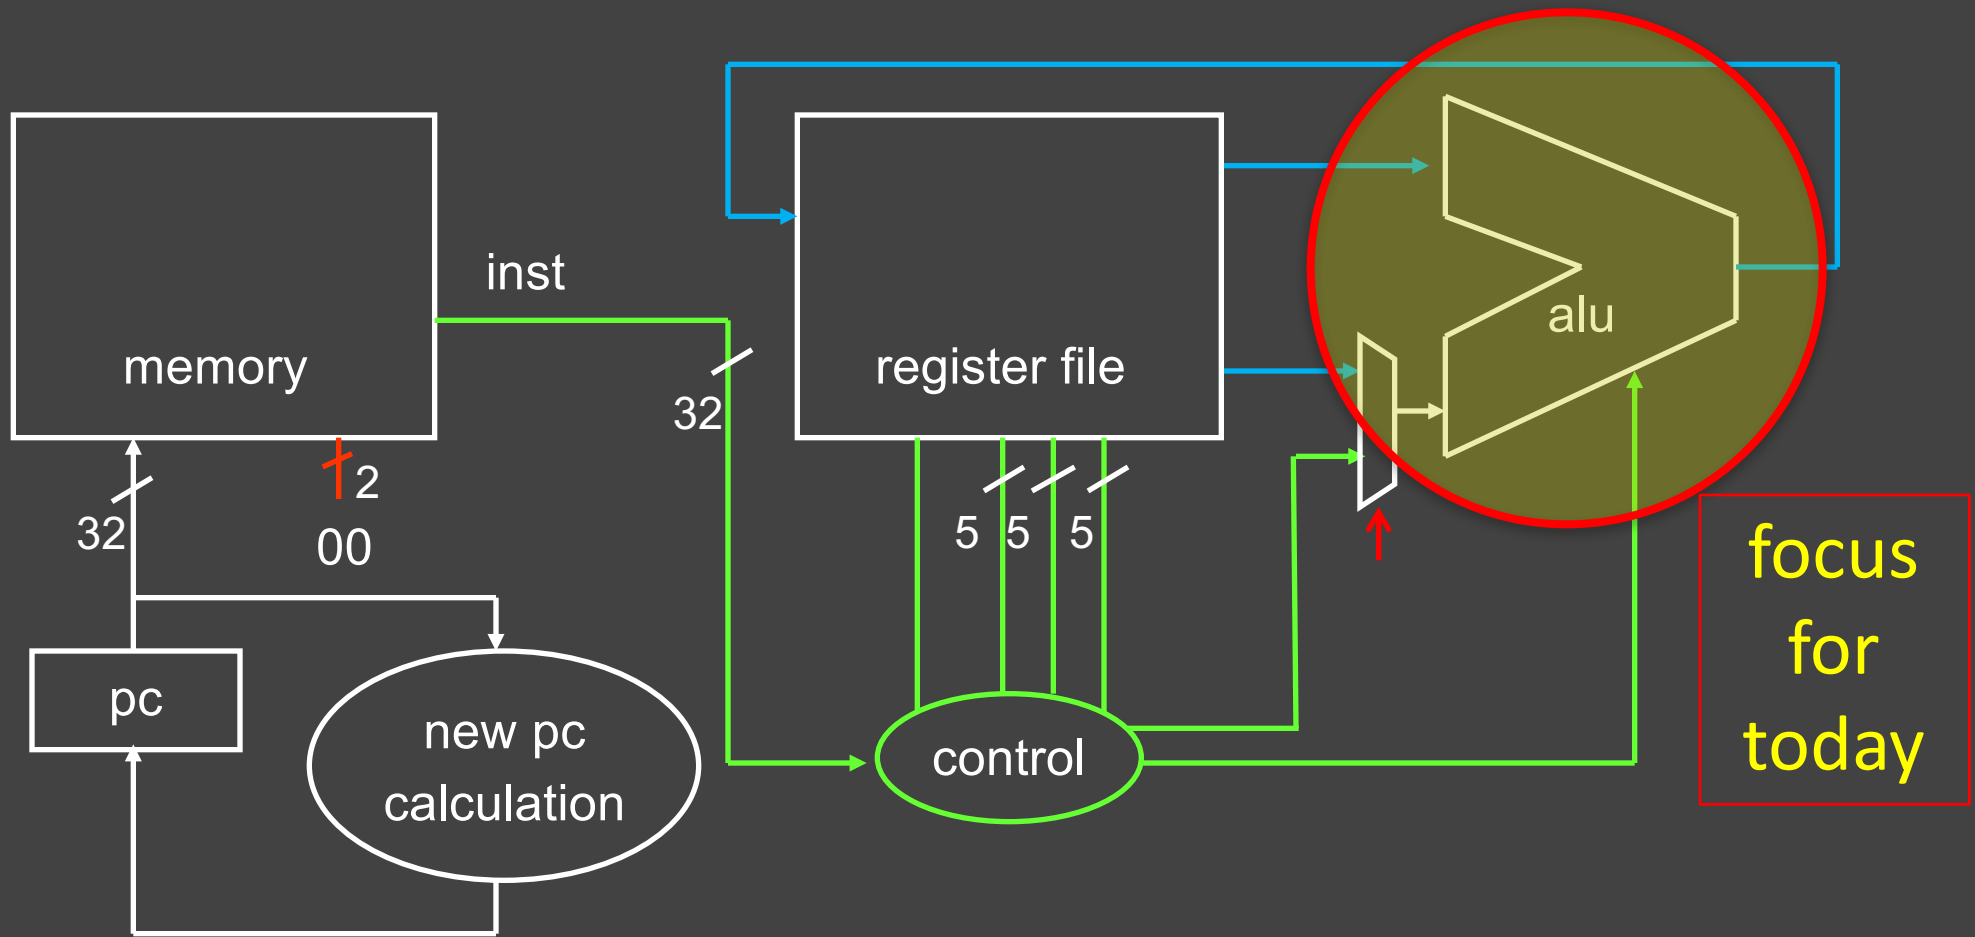 inst
alu
memory
register file
32
2
32
00
5
5
5
pc
new pc
calculation
control
focus
for
today